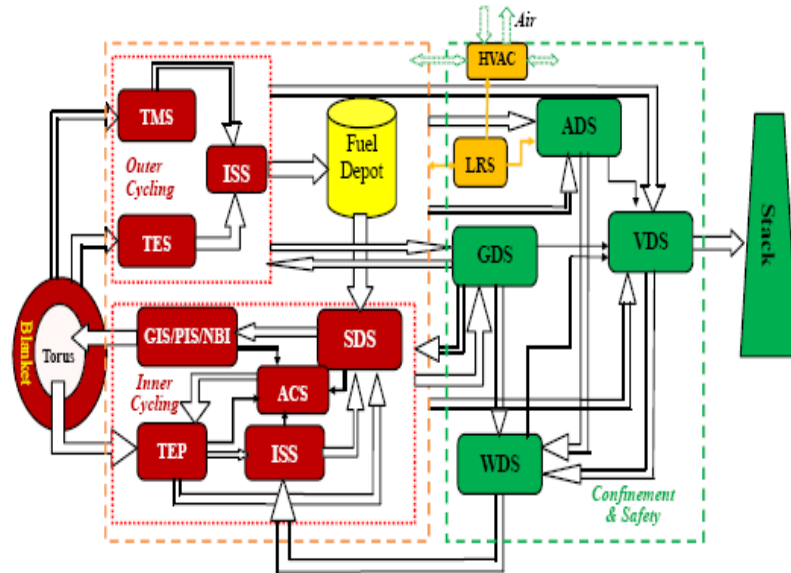 Air
HVAC
TMS
ADS
Fuel
Depot
LRS
Outer
Cycling
ISS
TES
VDS
GDS
Stack
Blanket
Torus
GIS/PIS/NBI
SDS
Inner
Cycling
ACS
TEP
ISS
WDS
Confinement
& Safety